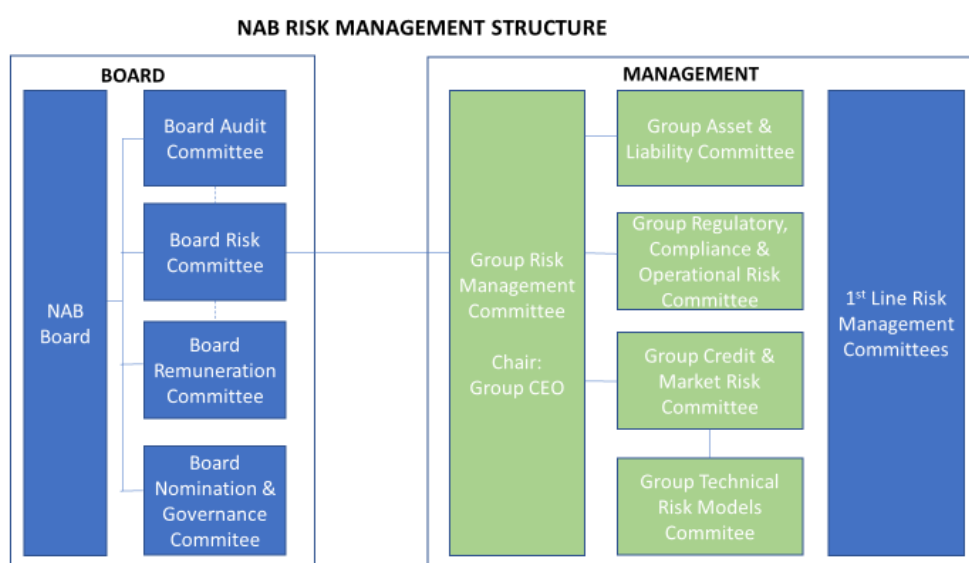 NAB RISK MANAGEMENT STRUCTURE
BOARD
NAB
Board
Board Audit
Committee
Board Risk
Committee
Board
Remuneration
Committee
Board
Nomination &
Governance
Commitee
MANAGEMENT
Group Risk
Management
Committee
Chair:
Group CEO
Group Asset &
Liability Committee
Group Regulatory,
Compliance &
Operational Risk
Committee
Group Credit &
Market Risk
Committee
Group Technical
Risk Models
Commitee
1st Line Risk
Management
Committees